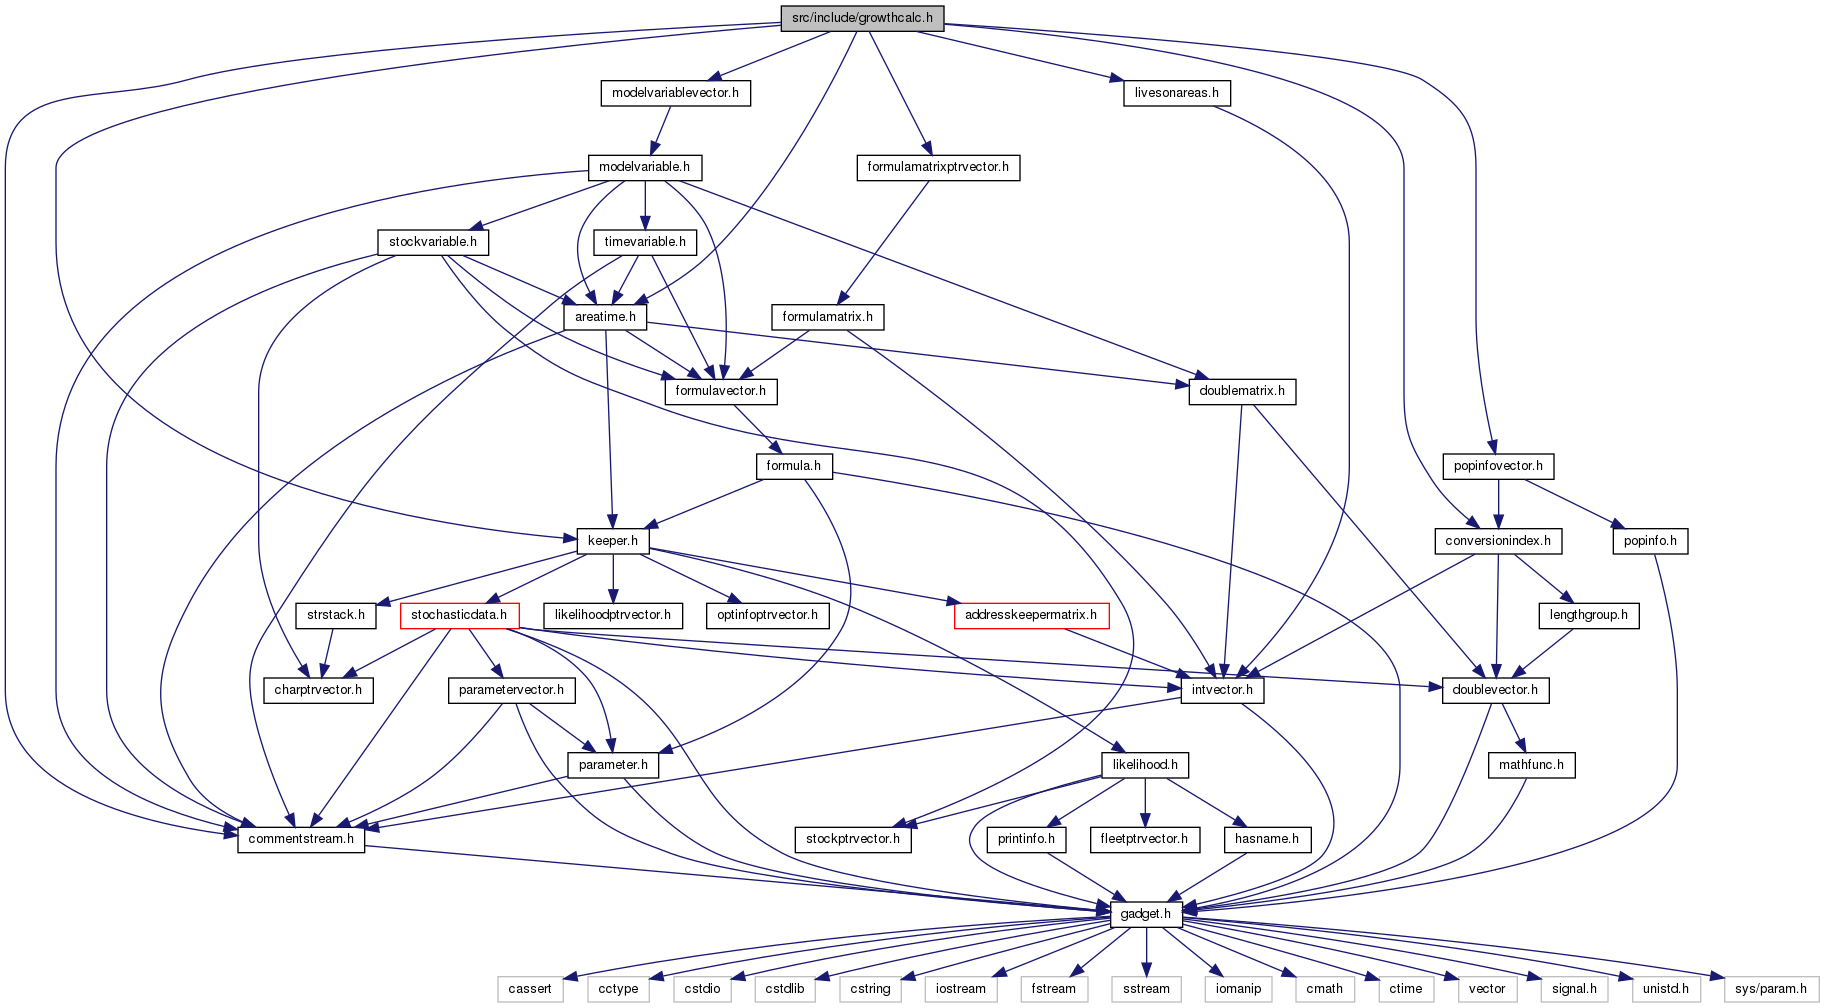 src/include/growthcalc.h
modelvariablevector.h
livesonareas.h
modelvariable.h
formulamatrixptrvector.h
stockvariable.h
timevariable.h
areatime.h
formulamatrix.h
formulavector.h
doublematrix.h
formula.h
popinfovector.h
keeper.h
conversionindex.h
popinfo.h
strstack.h
stochasticdata.h
likelihoodptrvector.h
optinfoptrvector.h
addresskeepermatrix.h
lengthgroup.h
charptrvector.h
parametervector.h
intvector.h
doublevector.h
parameter.h
likelihood.h
mathfunc.h
commentstream.h
stockptrvector.h
printinfo.h
fleetptrvector.h
hasname.h
gadget.h
cassert
cctype
cstdio
cstdlib
cstring
iostream
fstream
sstream
iomanip
cmath
ctime
vector
signal.h
unistd.h
sys/param.h